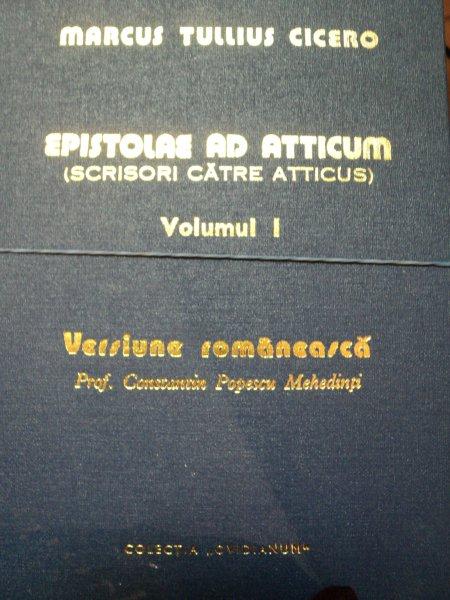 MARCUS TULLIUS CICERO
EPISTOLAE AD ATTICUM
(SCRISORI CĂTRE ATTICUS)
Volumul I
Versiune românească
Prof. Constantin Popescu Mehedinți
COLECȚIA „OVIDIANUM“